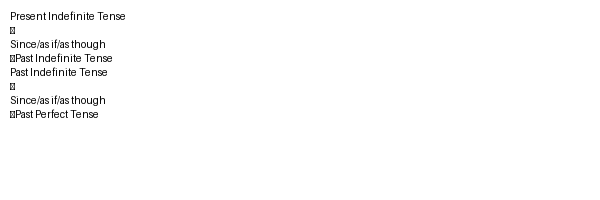 Present Indefinite Tense
Since/as if/as though
Past Indefinite Tense
Past Indefinite Tense
Since/as if/as though
Past Perfect Tense